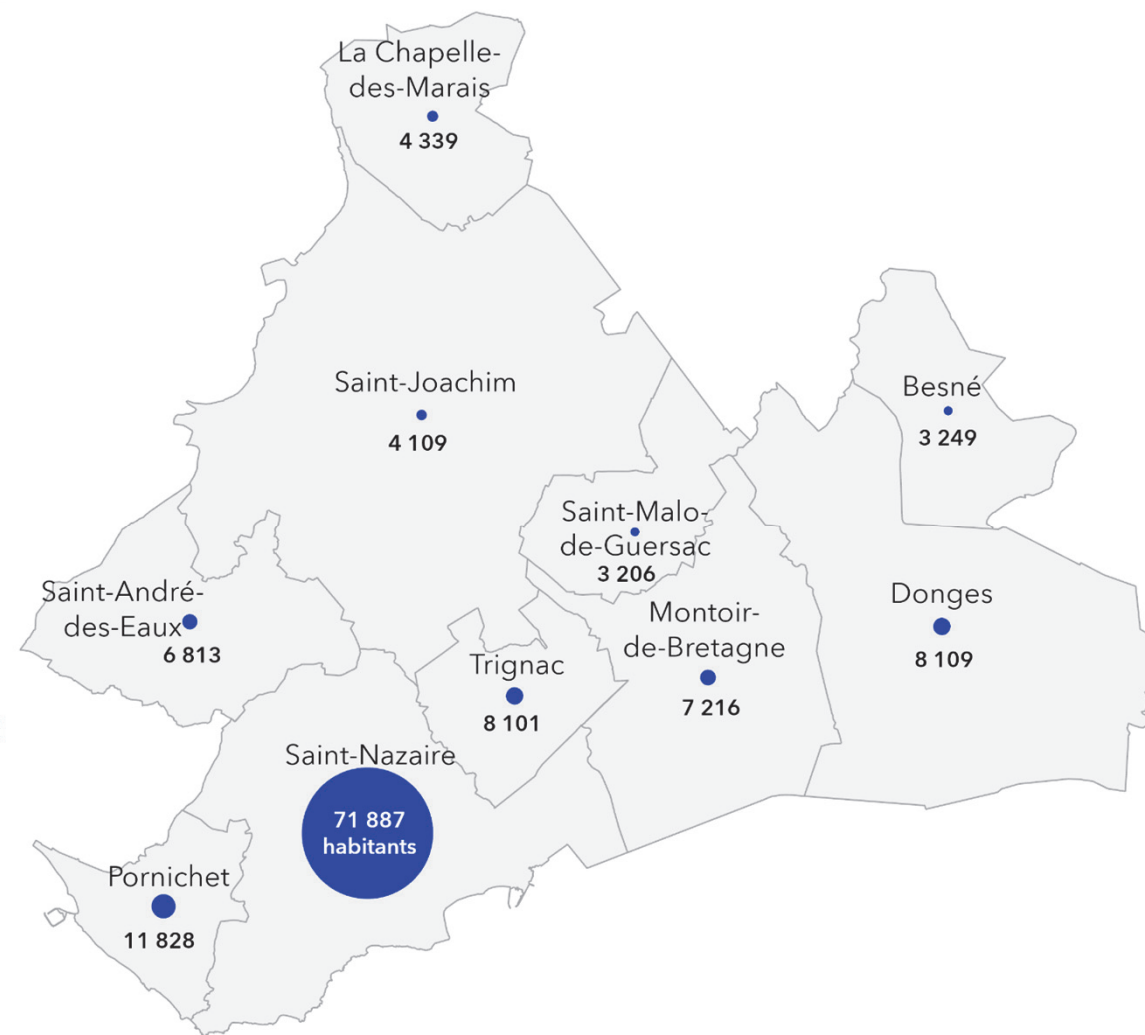 La Chapelle-
des-Marais
4 339
Saint-Joachim
4 109
Besné
3 249
Saint-Malo-
de-Guersac
3 206
Saint-André-
des-Eaux
6 813
Donges
8 109
Montoir-
de-Bretagne
7 216
Trignac
8 101
Saint-Nazaire
71 887
habitants
Pornichet
11 828